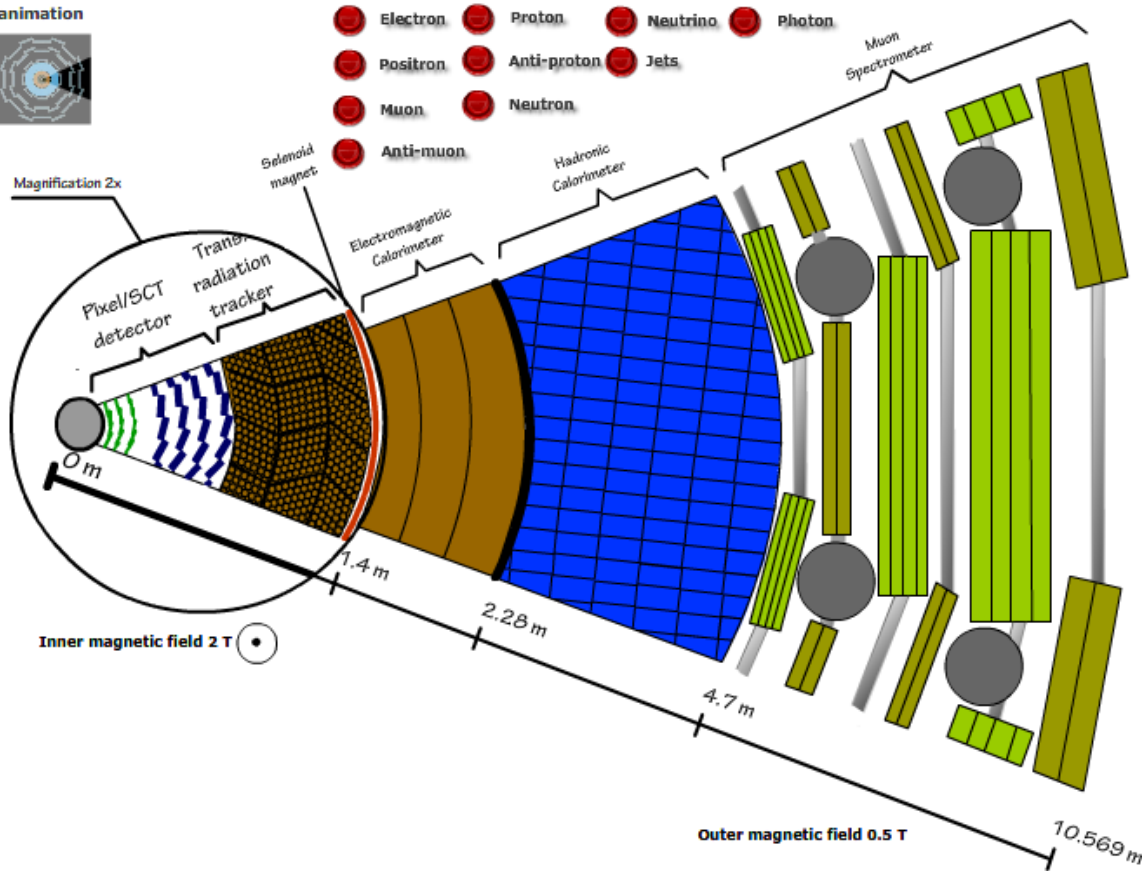 animation
Electron
Proton
Neutrino
Photon
Positron
Anti-proton
Jets
Muon
Neutron
Anti-muon
Muon
Spectrometer
Selenoid
magnet
Hadronic
Calorimeter
Magnification 2x
Electromagnetic
Calorimeter
radiation
tracker
Pixel/SCT
detector
0 m
1.4 m
2.28 m
4.7 m
10.569 m
Inner magnetic field 2 T
Outer magnetic field 0.5 T